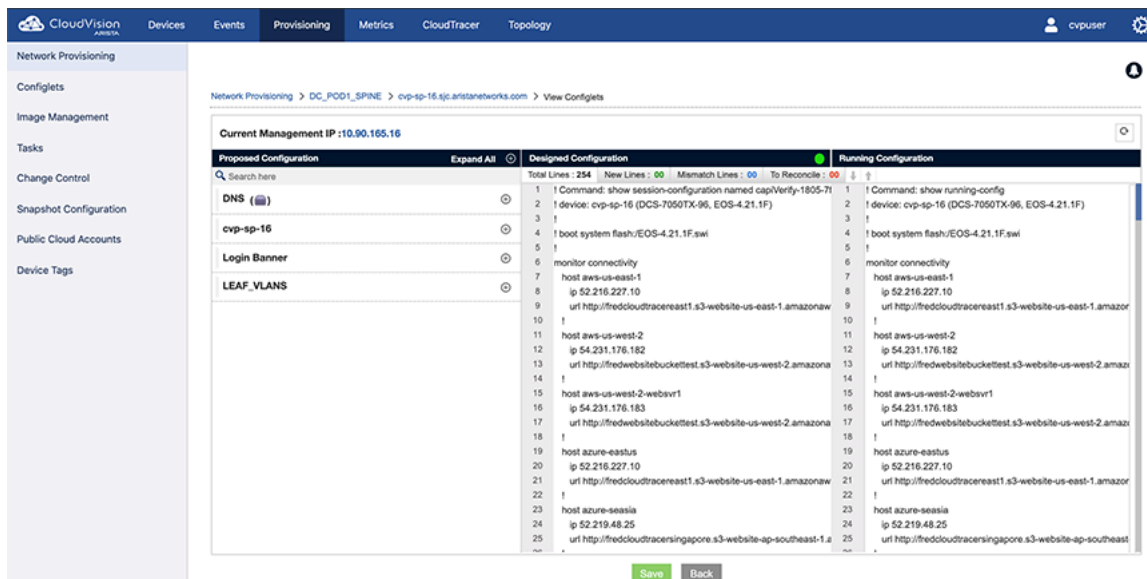 CloudVision
ARISTA
Devices Events Provisioning Metrics CloudTracer Topology cvpuser
Network Provisioning
Configlets
Image Management
Tasks
Change Control
Snapshot Configuration
Public Cloud Accounts
Device Tags
Network Provisioning > DC_POD1_SPINE > cvp-sp-16.sjc.aristanetworks.com > View Configlets
Current Management IP :10.90.165.16
Proposed Configuration Expand All
Search here
DNS ( )
cvp-sp-16
Login Banner
LEAF_VLANS
Designed Configuration
Total Lines : 254 New Lines : 00 Mismatch Lines : 00 To Reconcile : 00
1 ! Command: show session-configuration named capiVerify-1805-7f
2 ! device: cvp-sp-16 (DCS-7050TX-96, EOS-4.21.1F)
3 !
4 ! boot system flash:/EOS-4.21.1F.swi
5 !
6 monitor connectivity
7 host aws-us-east-1
8 ip 52.216.227.10
9 url http://fredcloudtracereast1.s3-website-us-east-1.amazonaw
10 !
11 host aws-us-west-2
12 ip 54.231.176.182
13 url http://fredwebsitebuckettest.s3-website-us-west-2.amazona
14 !
15 host aws-us-west-2-websvr1
16 ip 54.231.176.183
17 url http://fredwebsitebuckettest.s3-website-us-west-2.amazona
18 !
19 host azure-eastus
20 ip 52.216.227.10
21 url http://fredcloudtracereast1.s3-website-us-east-1.amazonaw
22 !
23 host azure-seasia
24 ip 52.219.48.25
25 url http://fredcloudtracersingapore.s3-website-ap-southeast-1.a
Running Configuration
1 ! Command: show running-config
2 ! device: cvp-sp-16 (DCS-7050TX-96, EOS-4.21.1F)
3 !
4 ! boot system flash:/EOS-4.21.1F.swi
5 !
6 monitor connectivity
7 host aws-us-east-1
8 ip 52.216.227.10
9 url http://fredcloudtracereast1.s3-website-us-east-1.amazor
10 !
11 host aws-us-west-2
12 ip 54.231.176.182
13 url http://fredwebsitebuckettest.s3-website-us-west-2.amaz
14 !
15 host aws-us-west-2-websvr1
16 ip 54.231.176.183
17 url http://fredwebsitebuckettest.s3-website-us-west-2.amaz
18 !
19 host azure-eastus
20 ip 52.216.227.10
21 url http://fredcloudtracereast1.s3-website-us-east-1.amazor
22 !
23 host azure-seasia
24 ip 52.219.48.25
25 url http://fredcloudtracersingapore.s3-website-ap-southeast
Save Back